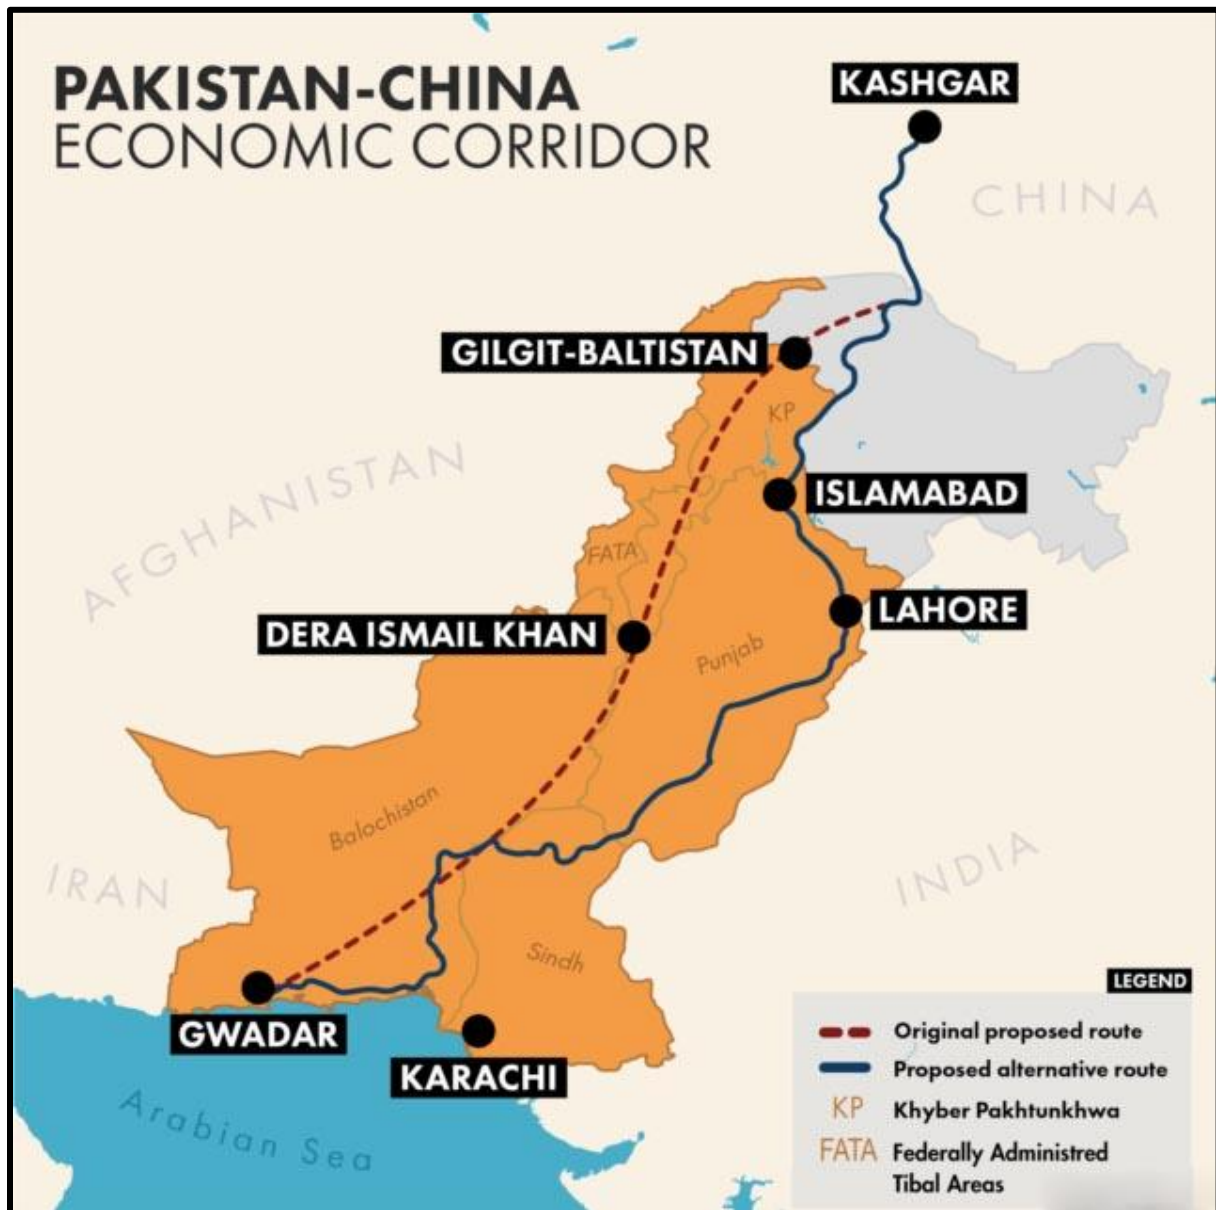 PAKISTAN-CHINA
ECONOMIC CORRIDOR
KASHGAR
CHINA
GILGIT-BALTISTAN
KP
AFGHANISTAN
ISLAMABAD
FATA
LAHORE
DERA ISMAIL KHAN
Punjab
Balochistan
IRAN
INDIA
Sindh
GWADAR
KARACHI
Arabian Sea
LEGEND
Original proposed route
Proposed alternative route
KP Khyber Pakhtunkhwa
FATA Federally Administred
Tibal Areas